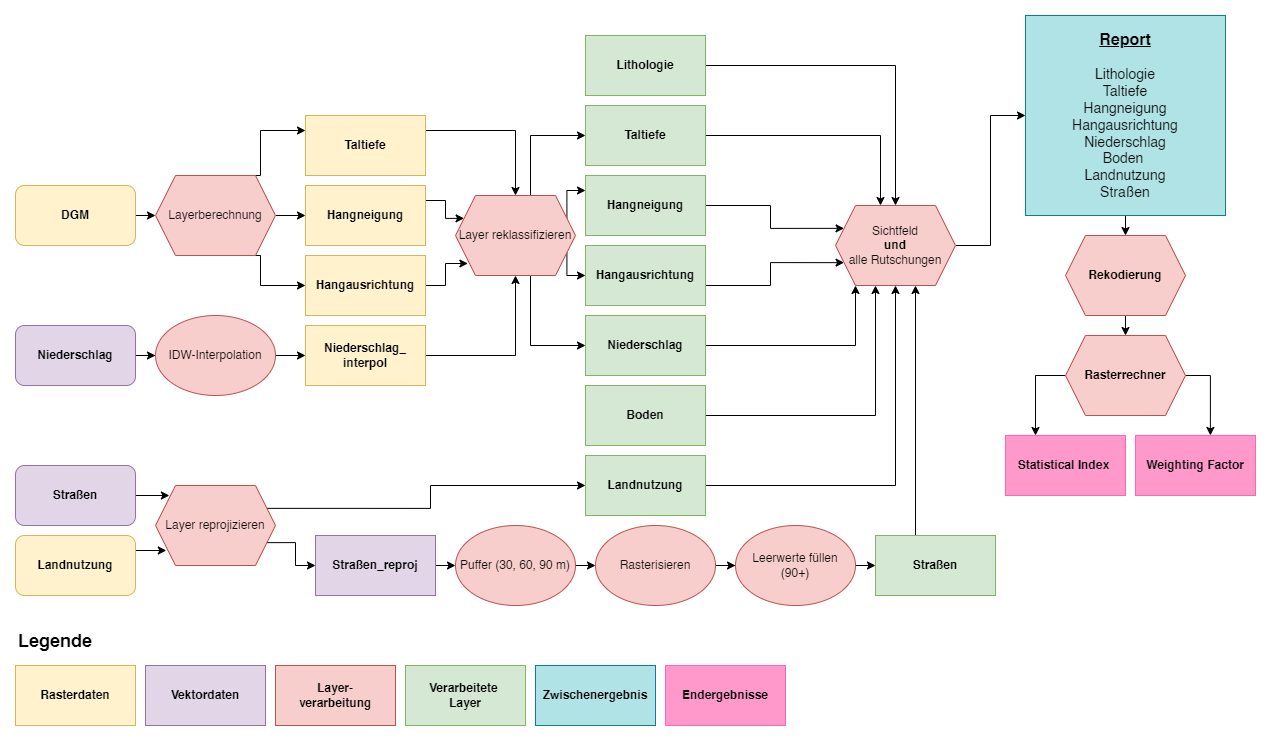 Report
Lithologie
Taltiefe
Hangneigung
Hangausrichtung
Niederschlag
Boden
Landnutzung
Straßen
Lithologie
Taltiefe
Taltiefe
DGM
Layerberechnung
Hangneigung
Layer reklassifizieren
Hangneigung
Sichtfeld
und
alle Rutschungen
Hangausrichtung
Hangausrichtung
Rekodierung
Niederschlag
IDW-Interpolation
Niederschlag_
interpol
Niederschlag
Rasterrechner
Boden
Statistical Index
Weighting Factor
Straßen
Layer reprojizieren
Landnutzung
Landnutzung
Straßen_reproj
Puffer (30, 60, 90 m)
Rasterisieren
Leerwerte füllen
(90+)
Straßen
Legende
Rasterdaten
Vektordaten
Layer-
verarbeitung
Verarbeitete
Layer
Zwischenergebnis
Endergebnisse